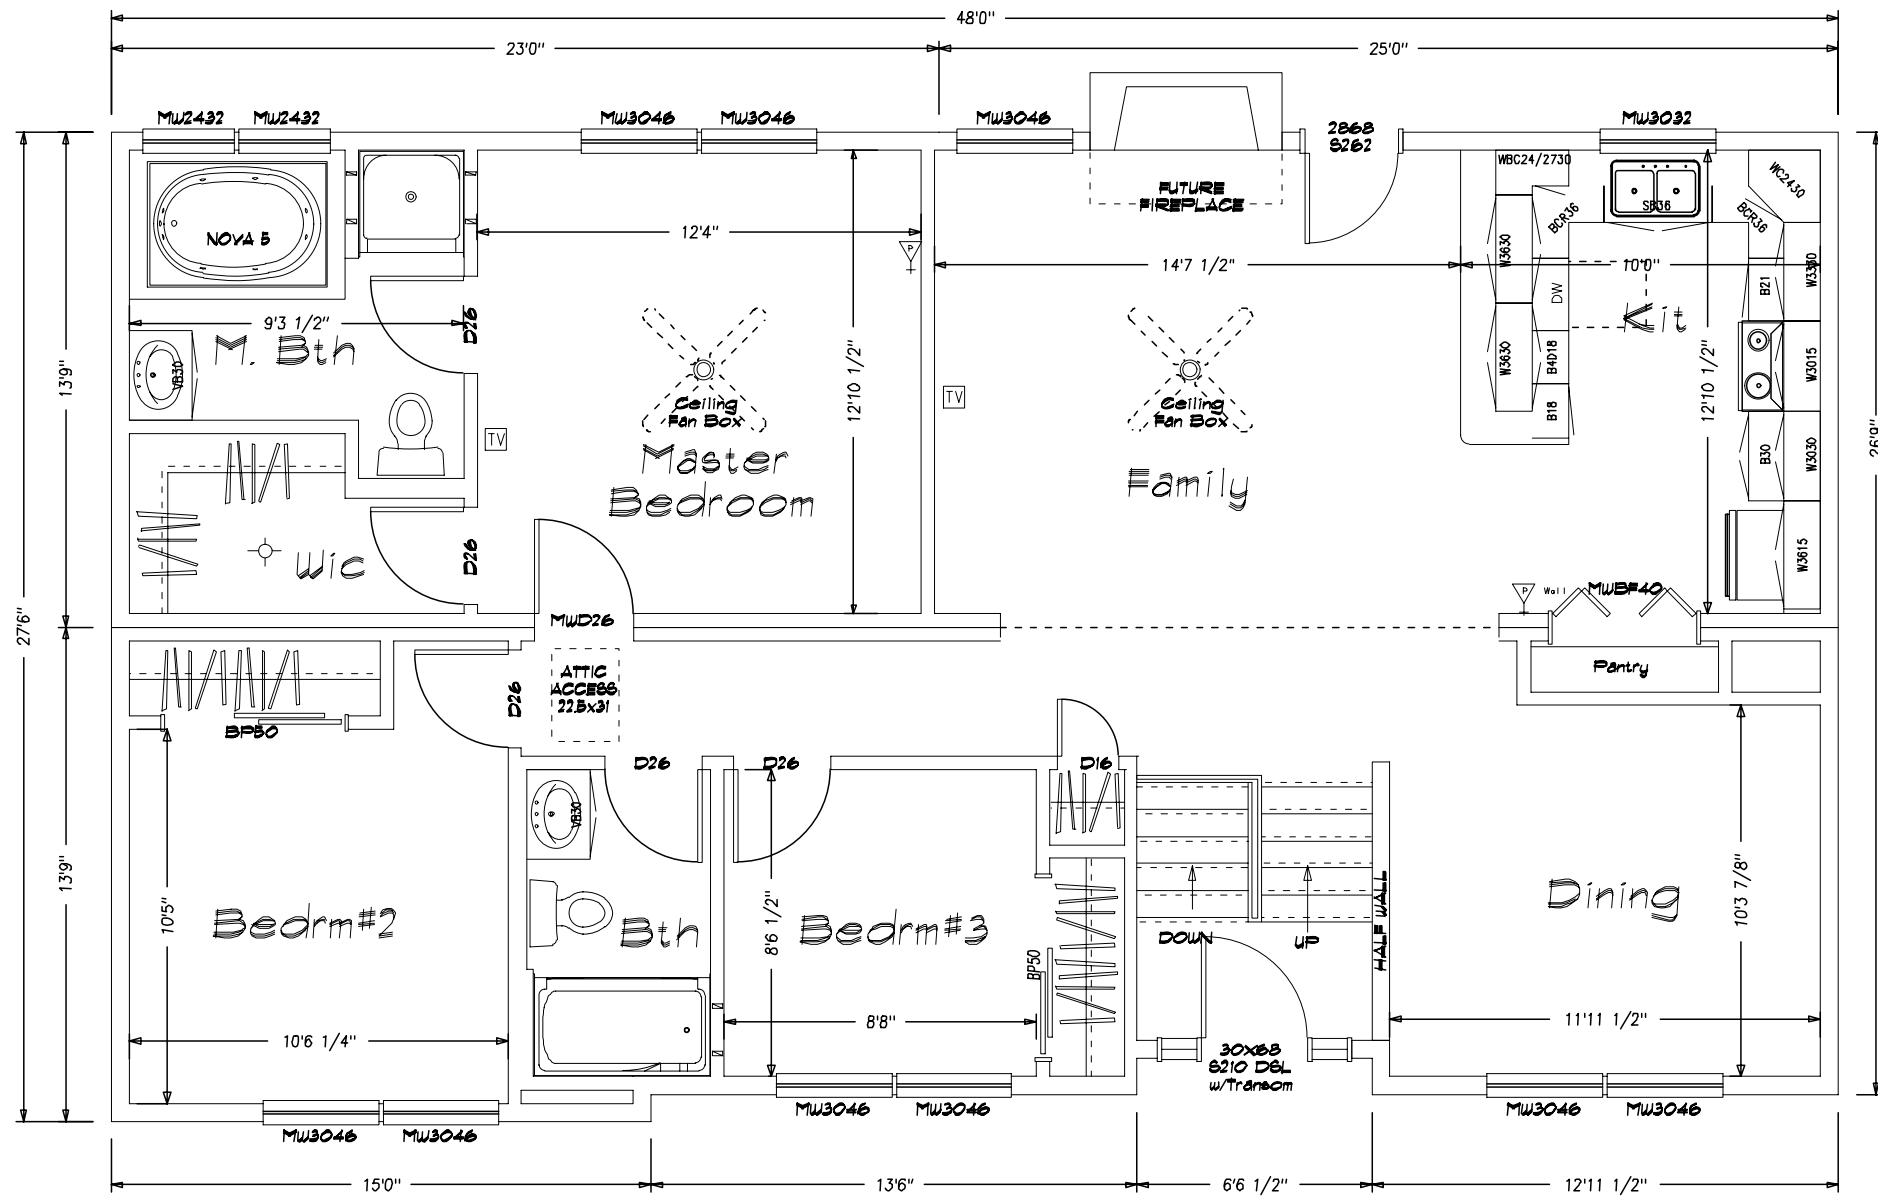 48'0"
23'0"
25'0"
MW2432
MW2432
MW3046
MW3046
MW3046
2868
S262
MW3032
WBC24/2730
WC2430
FUTURE
FIREPLACE
BCR36
SB36
BCR36
NOVA 5
12'4"
P
W3630
14'7 1/2"
10'0"
W3330
B21
DW
Kit
9'3 1/2"
D26
M. Bth
VB30
13'9"
12'10 1/2"
W3630
B4D18
12'10 1/2"
W3015
TV
Ceiling
Fan Box
Ceiling
Fan Box
B18
TV
26'9"
Master
Bedroom
Family
B30
W3030
D26
Wic
W3615
P
Wall
MWBF40
27'6"
MWD26
ATTIC
ACCESS
22.5x31
D26
Pantry
BP50
D26
D26
D16
VB30
13'9"
10'5"
Bedrm#2
Bth
8'6 1/2"
Bedrm#3
BP50
DOWN
UP
HALF WALL
Dining
10'3 7/8"
10'6 1/4"
8'8"
11'11 1/2"
30X68
S210 DSL
w/Transom
MW3046
MW3046
MW3046
MW3046
MW3046
MW3046
15'0"
13'6"
6'6 1/2"
12'11 1/2"